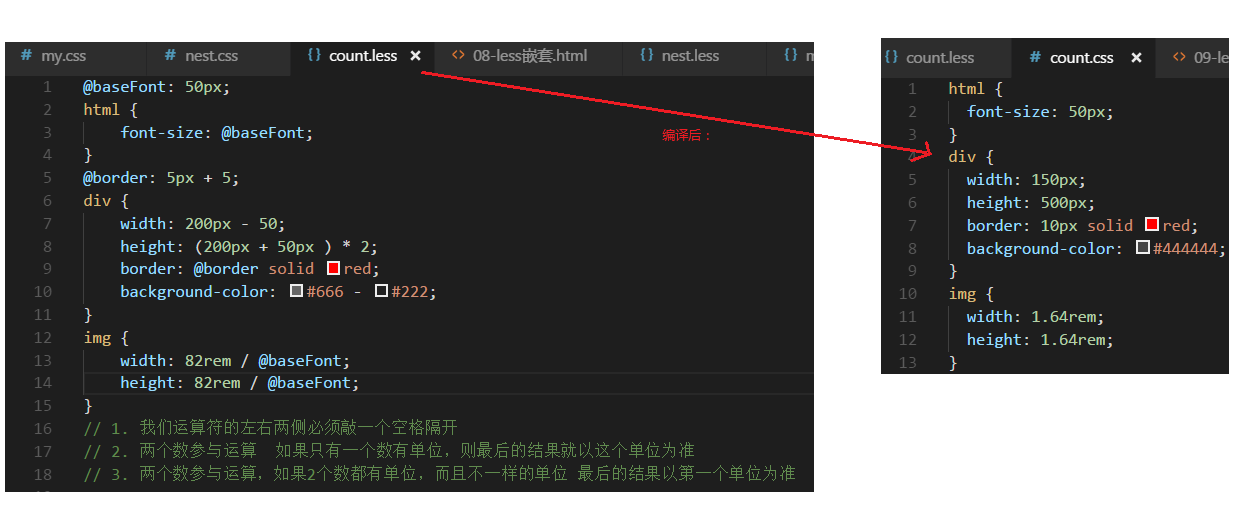 my.css nest.css count.less 08-less嵌套.html nest.less m
1 @baseFont: 50px;
2 html {
3 font-size: @baseFont;
4 }
5 @border: 5px + 5;
6 div {
7 width: 200px - 50;
8 height: (200px + 50px ) * 2;
9 border: @border solid red;
10 background-color: #666 - #222;
11 }
12 img {
13 width: 82rem / @baseFont;
14 height: 82rem / @baseFont;
15 }
16 // 1. 我们运算符的左右两侧必须敲一个空格隔开
17 // 2. 两个数参与运算  如果只有一个数有单位，则最后的结果就以这个单位为准
18 // 3. 两个数参与运算，如果2个数都有单位，而且不一样的单位 最后的结果以第一个单位为准
编译后：
count.less count.css 09-le
1 html {
2 font-size: 50px;
3 }
4 div {
5 width: 150px;
6 height: 500px;
7 border: 10px solid red;
8 background-color: #444444;
9 }
10 img {
11 width: 1.64rem;
12 height: 1.64rem;
13 }